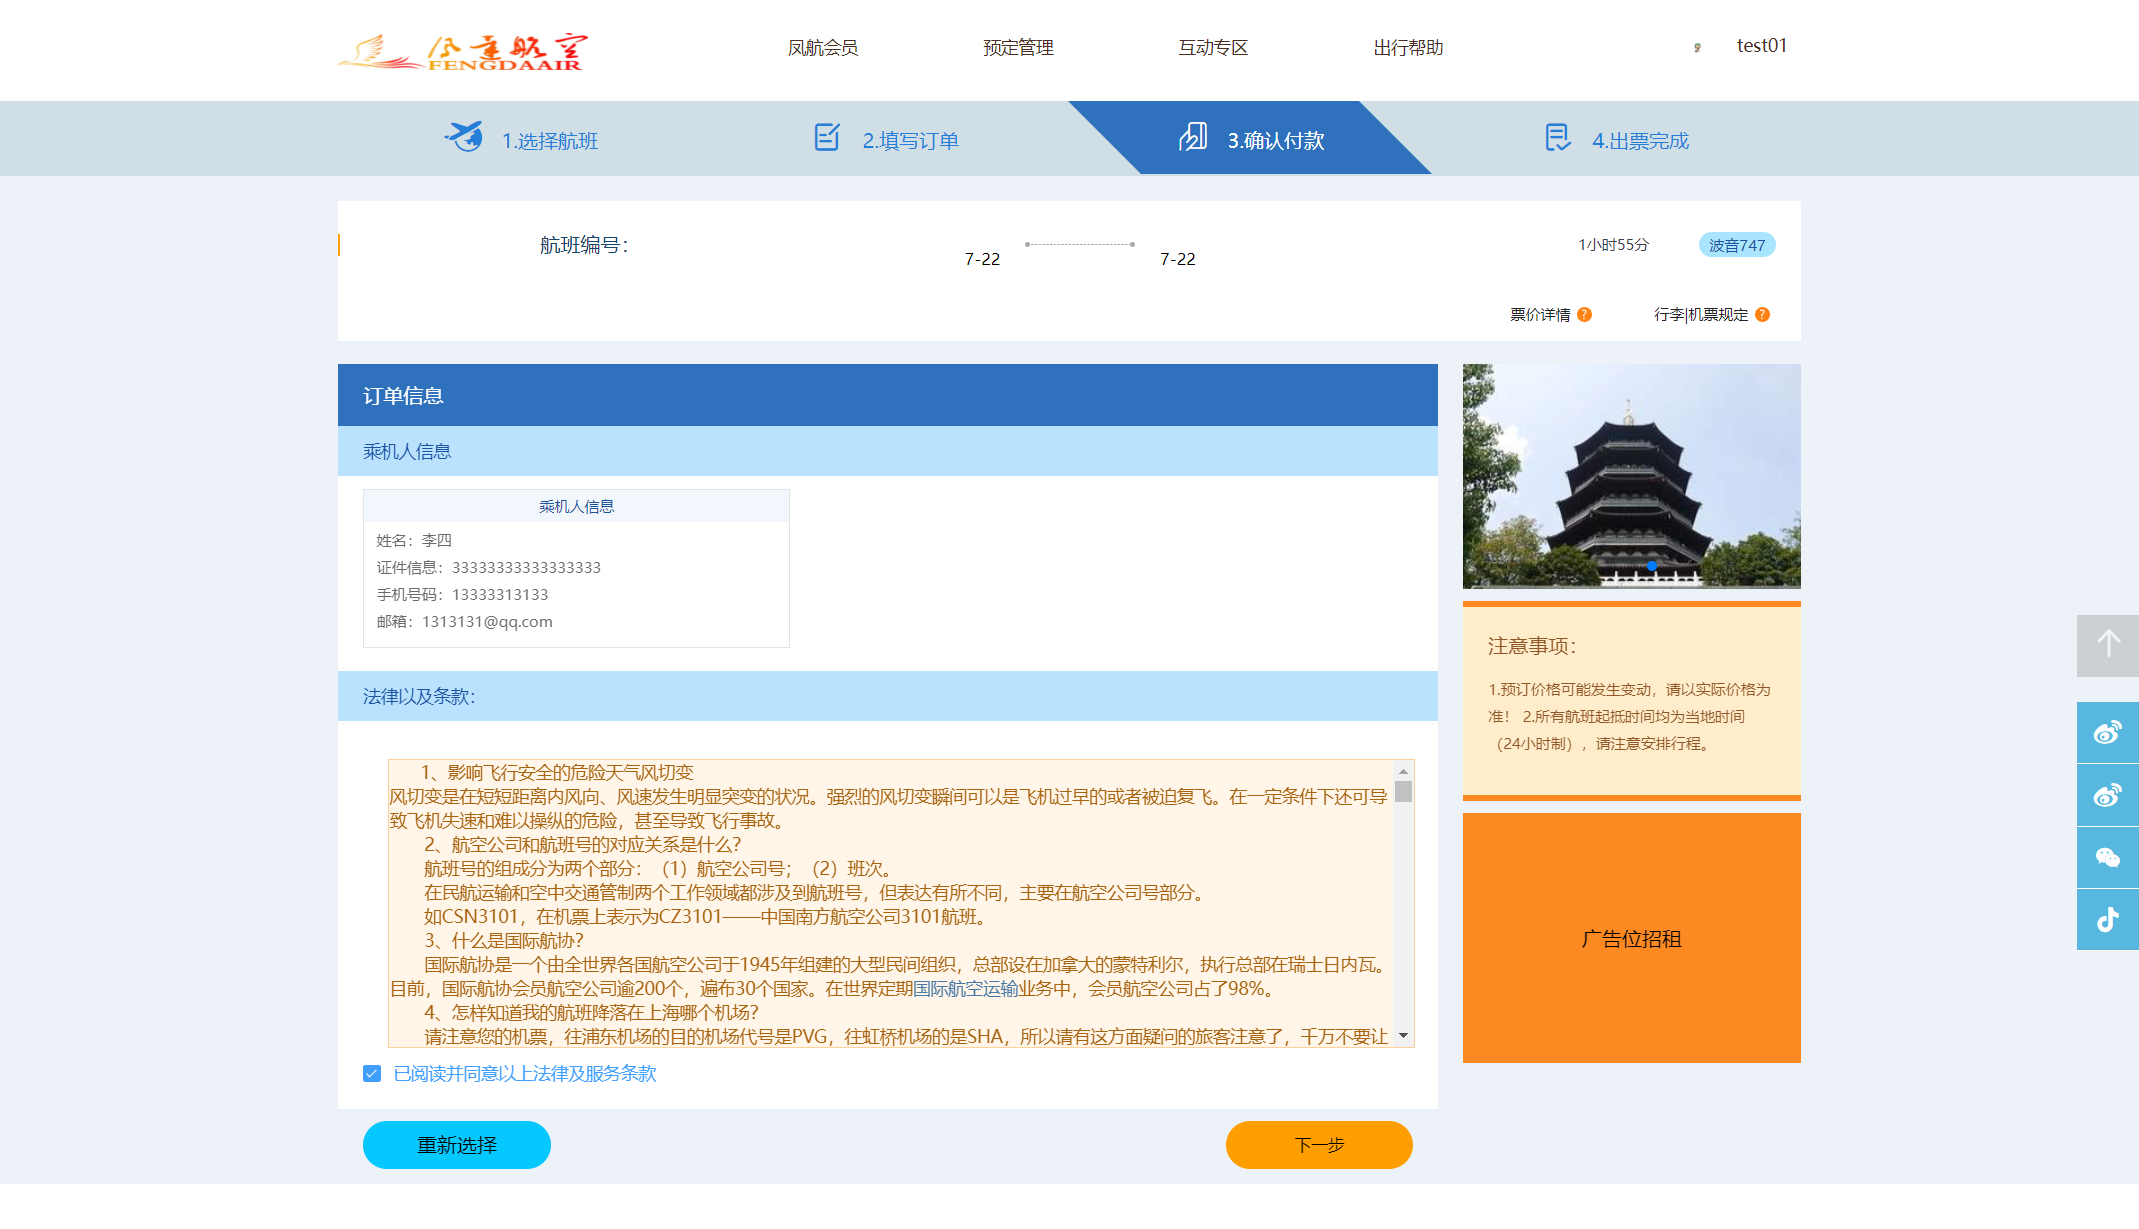 FENGDAAIR
凤航会员
预定管理
互动专区
出行帮助
test01
1.选择航班
2.填写订单
3.确认付款
4.出票完成
航班编号：
7-22
7-22
1小时55分
波音747
票价详情
行李|机票规定
订单信息
乘机人信息
乘机人信息
姓名：李四
证件信息：33333333333333333
手机号码：13333313133
邮箱：1313131@qq.com
法律以及条款：
1、影响飞行安全的危险天气风切变
风切变是在短短距离内风向、风速发生明显突变的状况。强烈的风切变瞬间可以是飞机过早的或者被迫复飞。在一定条件下还可导
致飞机失速和难以操纵的危险，甚至导致飞行事故。
2、航空公司和航班号的对应关系是什么？
航班号的组成分为两个部分：（1）航空公司号；（2）班次。
在民航运输和空中交通管制两个工作领域都涉及到航班号，但表达有所不同，主要在航空公司号部分。
如CSN3101，在机票上表示为CZ3101——中国南方航空公司3101航班。
3、什么是国际航协？
国际航协是一个由全世界各国航空公司于1945年组建的大型民间组织，总部设在加拿大的蒙特利尔，执行总部在瑞士日内瓦。
目前，国际航协会员航空公司逾200个，遍布30个国家。在世界定期国际航空运输业务中，会员航空公司占了98%。
4、怎样知道我的航班降落在上海哪个机场？
请注意您的机票，往浦东机场的目的机场代号是PVG，往虹桥机场的是SHA，所以请有这方面疑问的旅客注意了，千万不要让
已阅读并同意以上法律及服务条款
重新选择
下一步
注意事项：
1.预订价格可能发生变动，请以实际价格为
准！ 2.所有航班起抵时间均为当地时间
（24小时制），请注意安排行程。
广告位招租